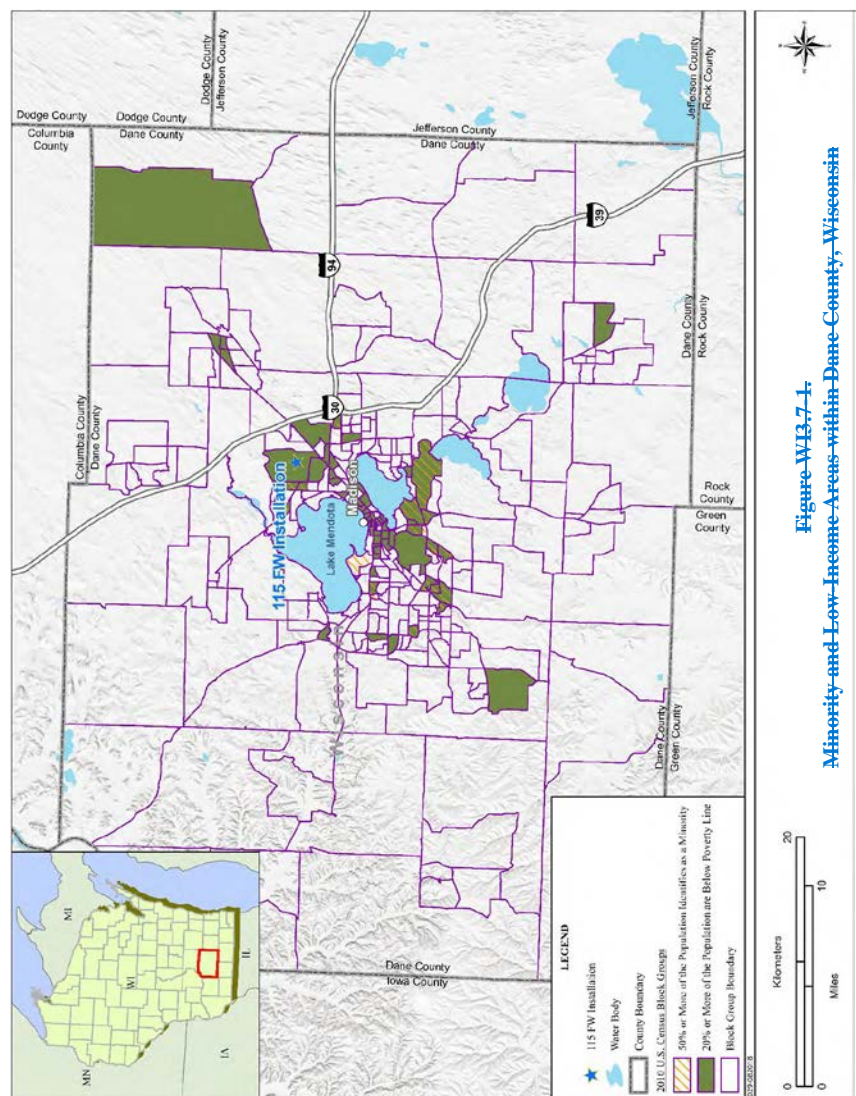 Dodge County
Columbia
County
Dodge County
Dane County
Dodge County
Jefferson County
Jefferson County
Dane County
Jefferson County
Rock County
Dane County
Rock County
Rock
County
Green
County
Dane County
Green County
Dane County
Iowa County
Columbia County
Dane County
94
39
30
115 FW Installation
Madison
Lake Mendota
Wisconsin
MN
MI
WI
IA
IL
LEGEND
115 FW Installation
Water Body
County Boundary
2010 U.S. Census Block Groups
50% or More of the Population Identifies as a Minority
20% or More of the Population are Below Poverty Line
Block Group Boundary
0 20
Kilometers
Miles
0 10
N
Figure WI3.7-1.
Minority and Low-Income Areas within Dane County, Wisconsin